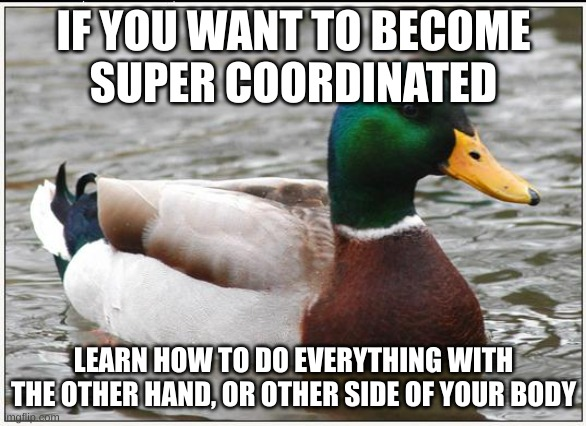 IF YOU WANT TO BECOME
SUPER COORDINATED
LEARN HOW TO DO EVERYTHING WITH
THE OTHER HAND, OR OTHER SIDE OF YOUR BODY
imgflip.com